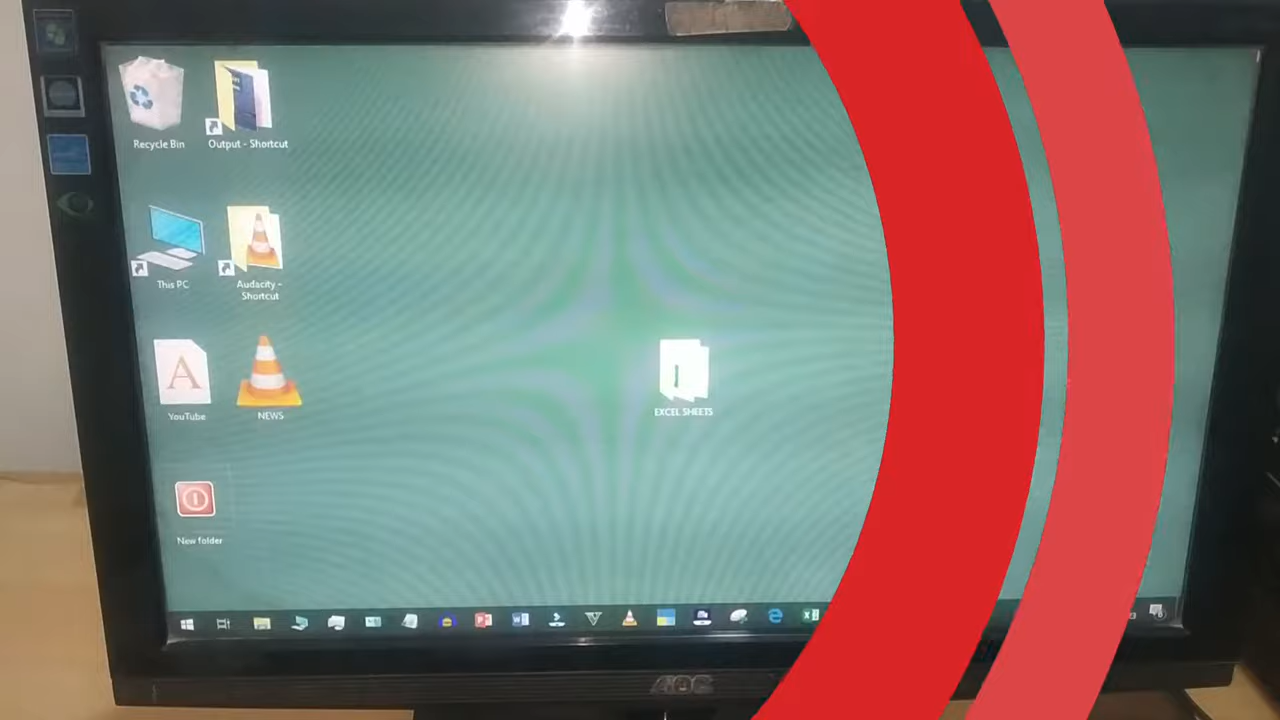 Recycle Bin
Output - Shortcut
This PC
Audacity -
Shortcut
YouTube
NEWS
EXCEL SHEETS
New folder
AOC